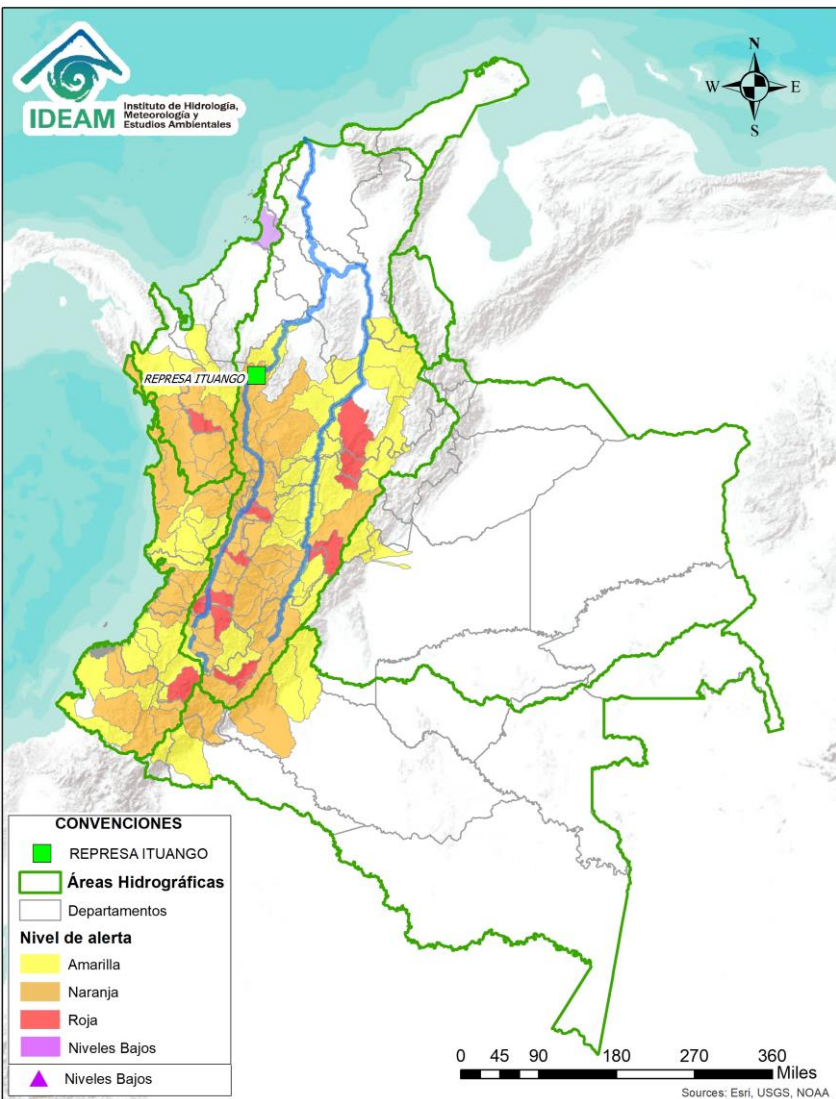 IDEAM
Instituto de Hidrología,
Meteorología y
Estudios Ambientales
N
W
E
S
REPRESA ITUANGO
CONVENCIONES
REPRESA ITUANGO
Áreas Hidrográficas
Departamentos
Nivel de alerta
Amarilla
Naranja
Roja
Niveles Bajos
Niveles Bajos
0 45 90 180 270 360
Miles
Sources: Esri, USGS, NOAA